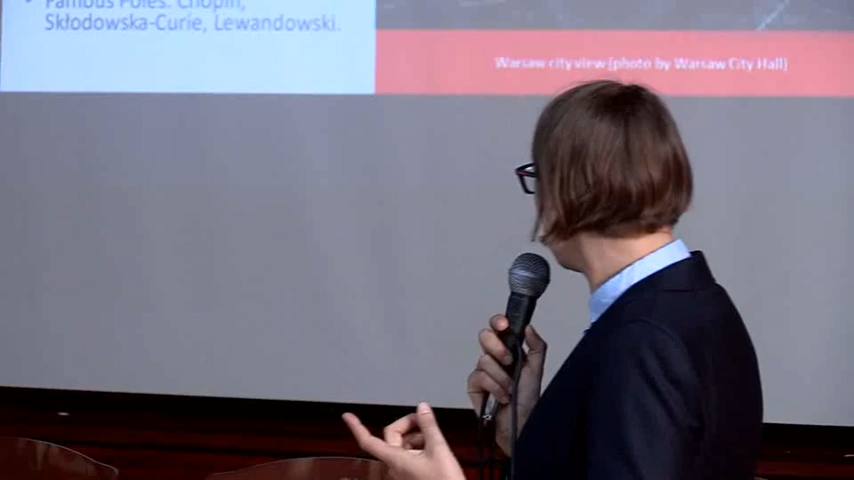 • Famous Poles: Chopin,
Skłodowska-Curie, Lewandowski.
Warsaw city view (photo by Warsaw City Hall)